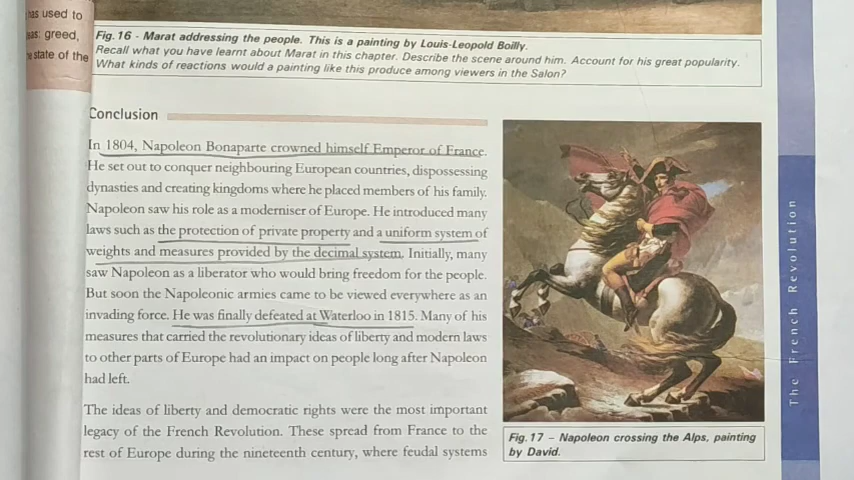 has used to
greed,
state of the
Fig.16 - Marat addressing the people. This is a painting by Louis-Leopold Boilly.
Recall what you have learnt about Marat in this chapter. Describe the scene around him. Account for his great popularity.
What kinds of reactions would a painting like this produce among viewers in the Salon?
Conclusion
In 1804, Napoleon Bonaparte crowned himself Emperor of France.
He set out to conquer neighbouring European countries, dispossessing
dynasties and creating kingdoms where he placed members of his family.
Napoleon saw his role as a moderniser of Europe. He introduced many
laws such as the protection of private property and a uniform system of
weights and measures provided by the decimal system. Initially, many
saw Napoleon as a liberator who would bring freedom for the people.
But soon the Napoleonic armies came to be viewed everywhere as an
invading force. He was finally defeated at Waterloo in 1815. Many of his
measures that carried the revolutionary ideas of liberty and modern laws
to other parts of Europe had an impact on people long after Napoleon
had left.
The ideas of liberty and democratic rights were the most important
legacy of the French Revolution. These spread from France to the
rest of Europe during the nineteenth century, where feudal systems
Fig.17 – Napoleon crossing the Alps, painting
by David.
The French Revolution